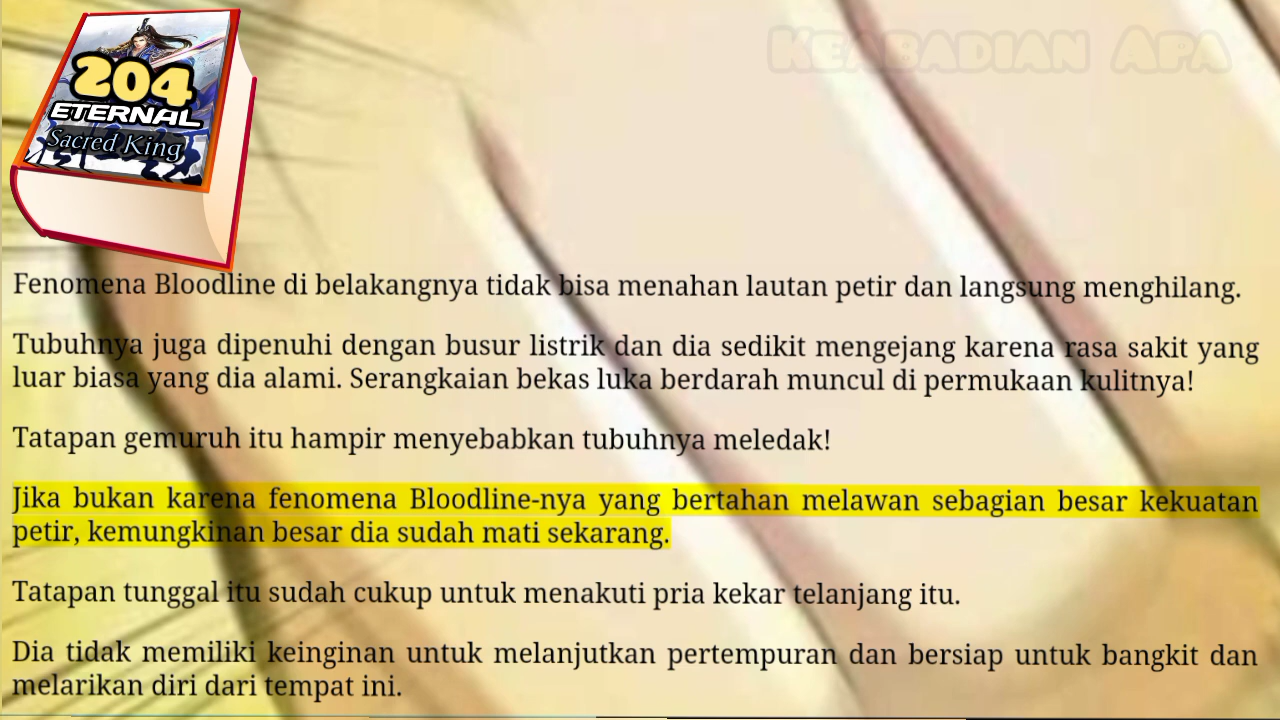 KEABADIAN APA
204
ETERNAL
Sacred King
Fenomena Bloodline di belakangnya tidak bisa menahan lautan petir dan langsung menghilang.
Tubuhnya juga dipenuhi dengan busur listrik dan dia sedikit mengejang karena rasa sakit yang
luar biasa yang dia alami. Serangkaian bekas luka berdarah muncul di permukaan kulitnya!
Tatapan gemuruh itu hampir menyebabkan tubuhnya meledak!
Jika bukan karena fenomena Bloodline-nya yang bertahan melawan sebagian besar kekuatan
petir, kemungkinan besar dia sudah mati sekarang.
Tatapan tunggal itu sudah cukup untuk menakuti pria kekar telanjang itu.
Dia tidak memiliki keinginan untuk melanjutkan pertempuran dan bersiap untuk bangkit dan
melarikan diri dari tempat ini.